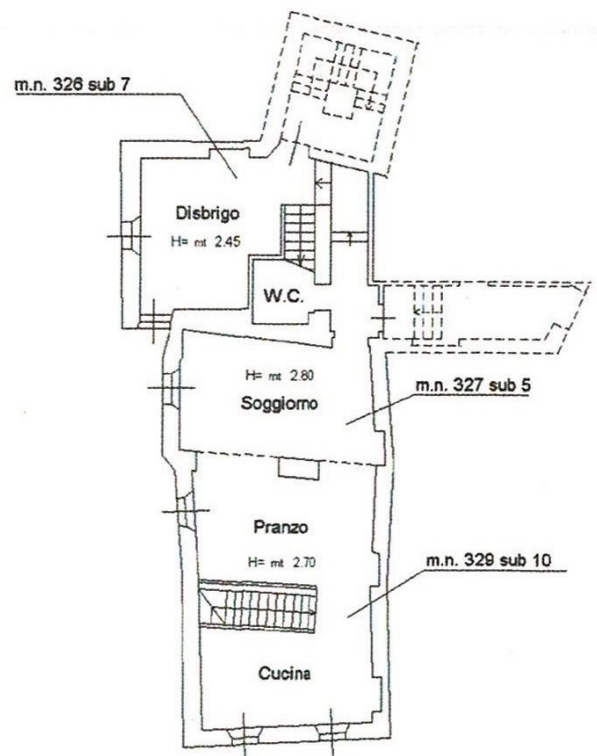 m.n. 326 sub 7
Disbrigo
H= mt 2.45
W.C.
H= mt 2.80
Soggiorno
m.n. 327 sub 5
Pranzo
H= mt 2.70
m.n. 329 sub 10
Cucina